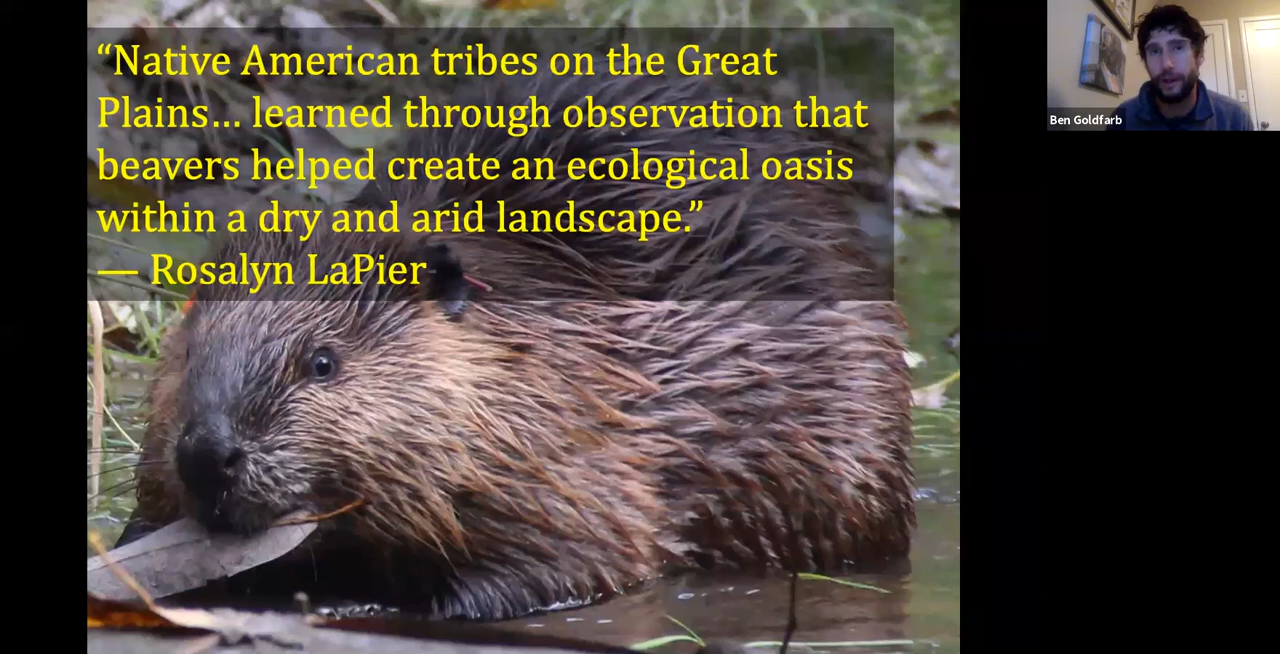 “Native American tribes on the Great
Plains… learned through observation that
beavers helped create an ecological oasis
within a dry and arid landscape.”
— Rosalyn LaPier
Ben Goldfarb